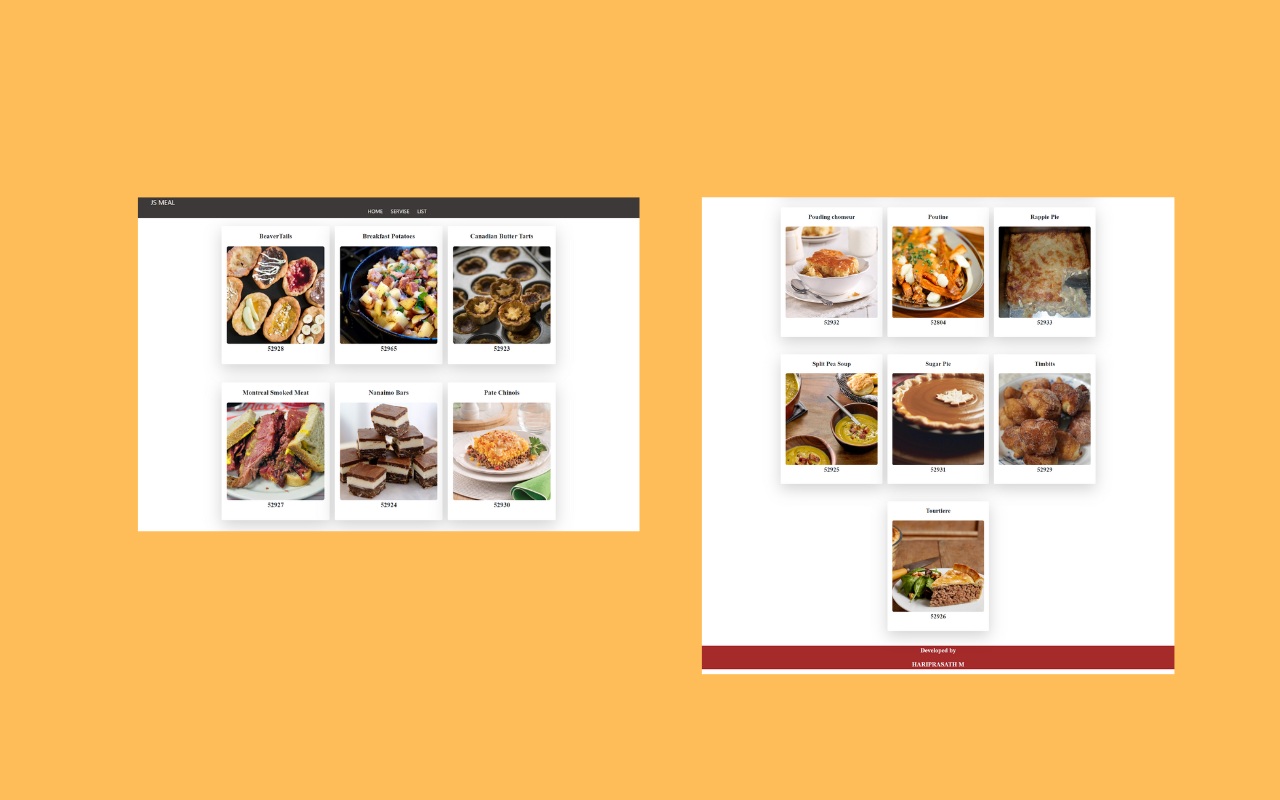 JS MEAL
HOME SERVISE LIST
BeaverTails Breakfast Potatoes Canadian Butter Tarts
52928 52965 52923
Montreal Smoked Meat Nanaimo Bars Pate Chinois
52927 52924 52930
Pouding chomeur Poutine Rappie Pie
52932 52804 52933
Split Pea Soup Sugar Pie Timbits
52925 52931 52929
Tourtiere
52926
Developed by
HARIPRASATH M